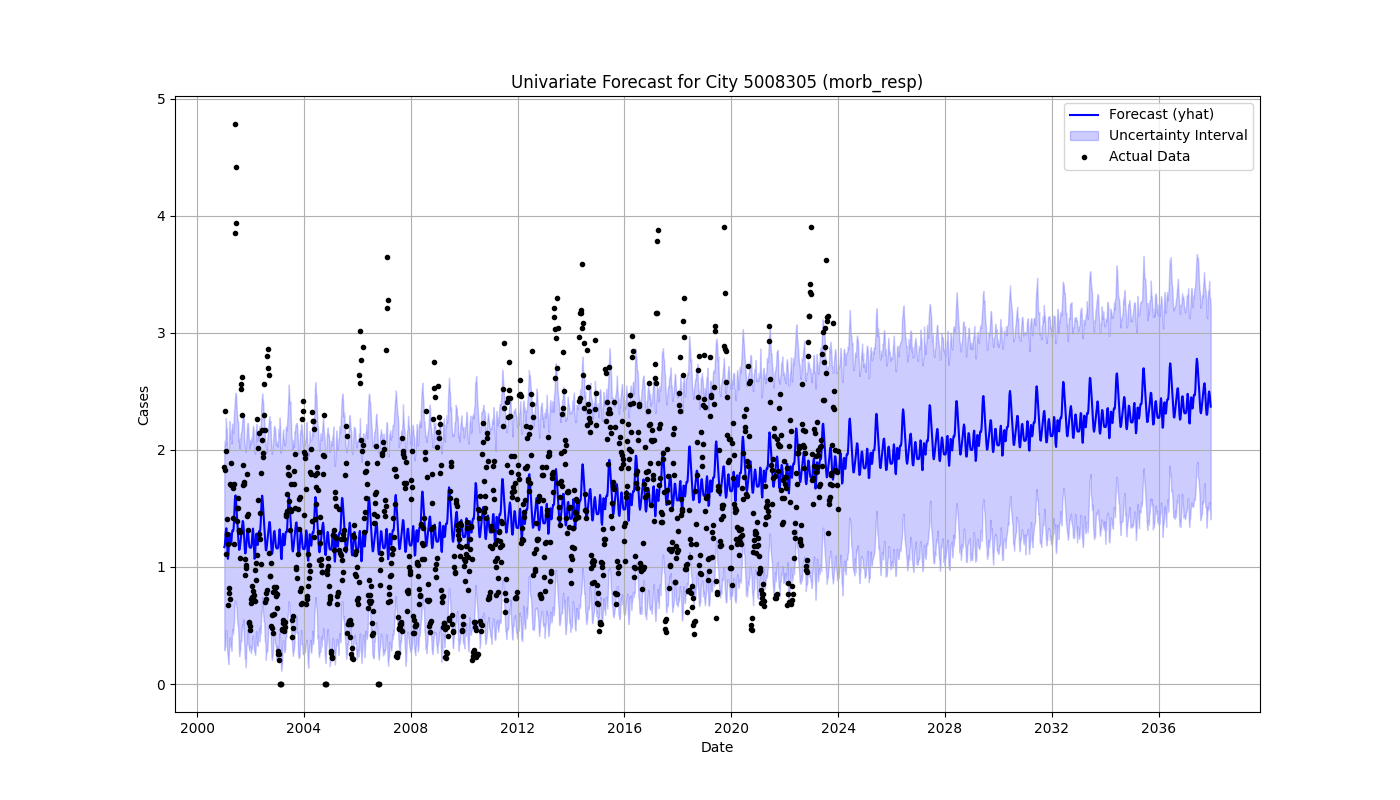 Univariate Forecast for City 5008305 (morb_resp)
Forecast (yhat)
Uncertainty Interval
Actual Data
5
4
3
2
1
0
Cases
2000 2004 2008 2012 2016 2020 2024 2028 2032 2036
Date